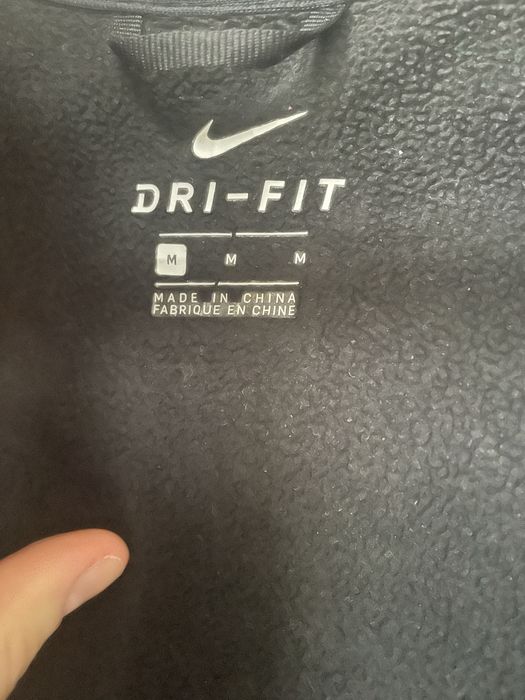 DRI-FIT
M M M
MADE IN CHINA
FABRIQUE EN CHINE